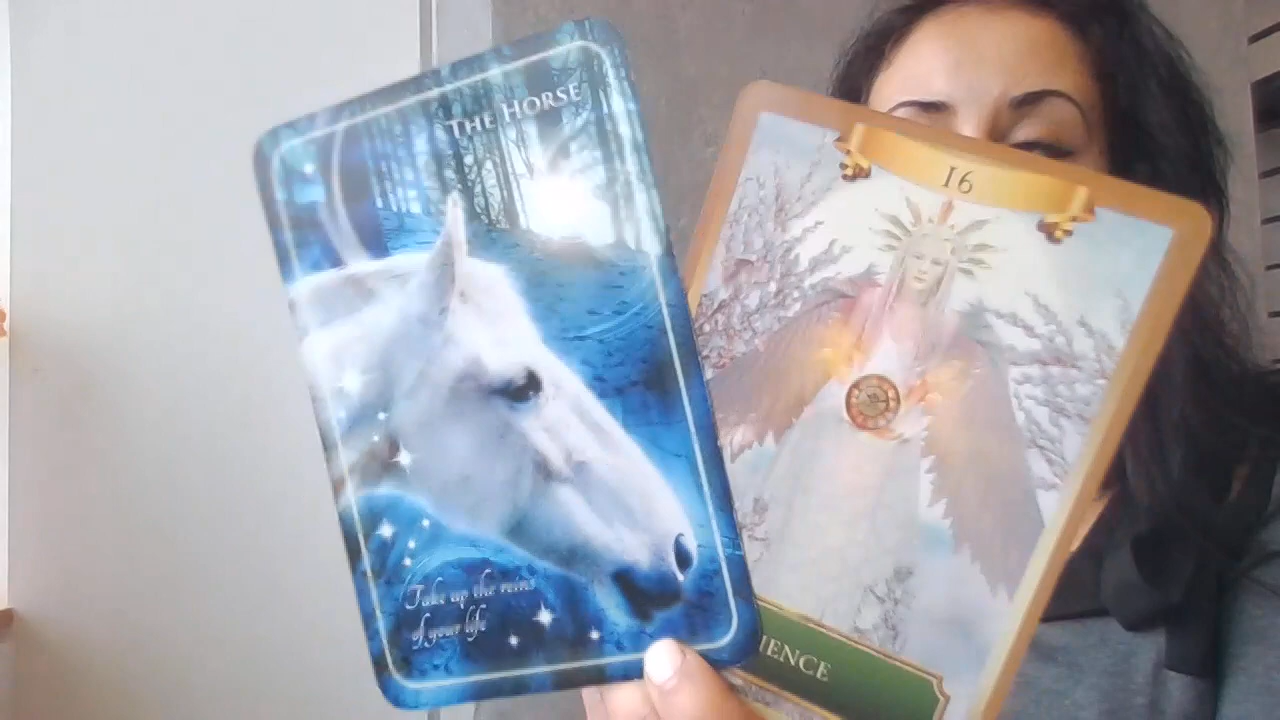 THE HORSE
Take up the reins
of your life
16
IENCE